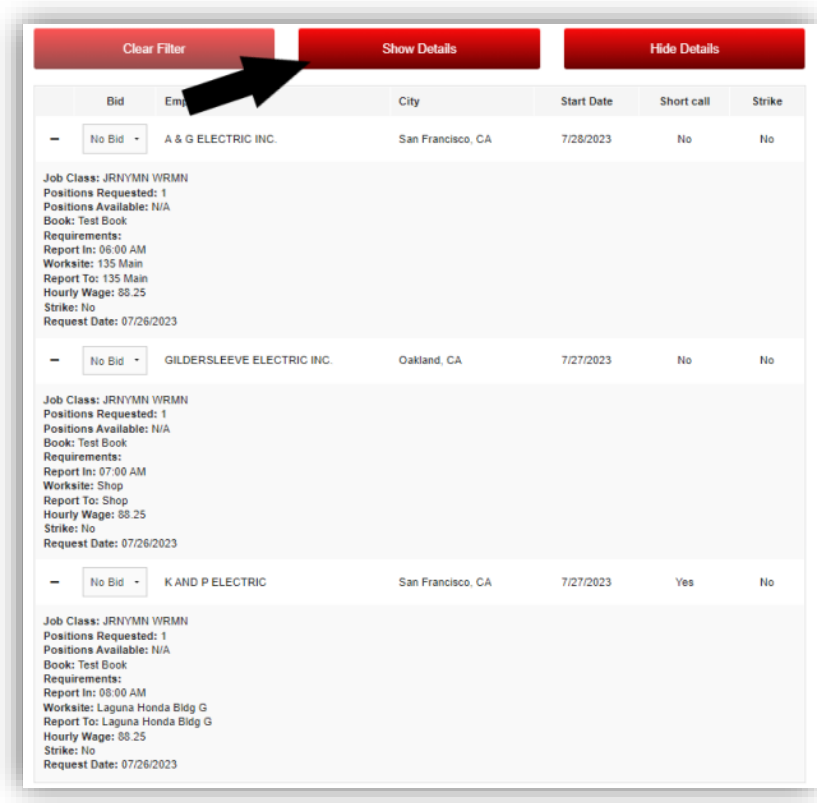 Clear Filter Show Details Hide Details
Bid City Start Date Short call Strike
No Bid A & G ELECTRIC INC. San Francisco, CA 7/28/2023 No No
Job Class: JRNYMN WRMN
Positions Requested: 1
Positions Available: N/A
Book: Test Book
Requirements:
Report In: 06:00 AM
Worksite: 135 Main
Report To: 135 Main
Hourly Wage: 88.25
Strike: No
Request Date: 07/26/2023
No Bid GILDERSLEEVE ELECTRIC INC. Oakland, CA 7/27/2023 No No
Job Class: JRNYMN WRMN
Positions Requested: 1
Positions Available: N/A
Book: Test Book
Requirements:
Report In: 07:00 AM
Worksite: Shop
Report To: Shop
Hourly Wage: 88.25
Strike: No
Request Date: 07/26/2023
No Bid K AND P ELECTRIC San Francisco, CA 7/27/2023 Yes No
Job Class: JRNYMN WRMN
Positions Requested: 1
Positions Available: N/A
Book: Test Book
Requirements:
Report In: 08:00 AM
Worksite: Laguna Honda Bldg G
Report To: Laguna Honda Bldg G
Hourly Wage: 88.25
Strike: No
Request Date: 07/26/2023